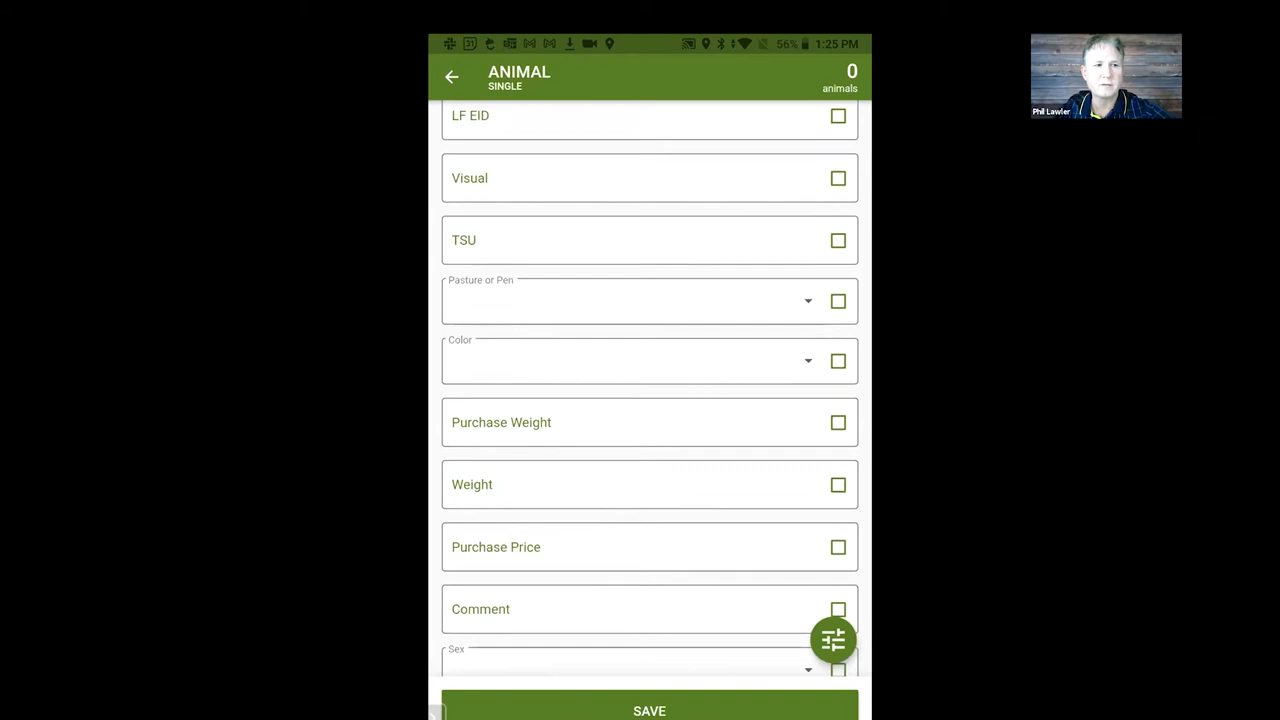 31
56%
1:25 PM
ANIMAL
SINGLE
0
animals
LF EID
Visual
TSU
Pasture or Pen
Color
Purchase Weight
Weight
Purchase Price
Comment
Sex
SAVE
Phil Lawler